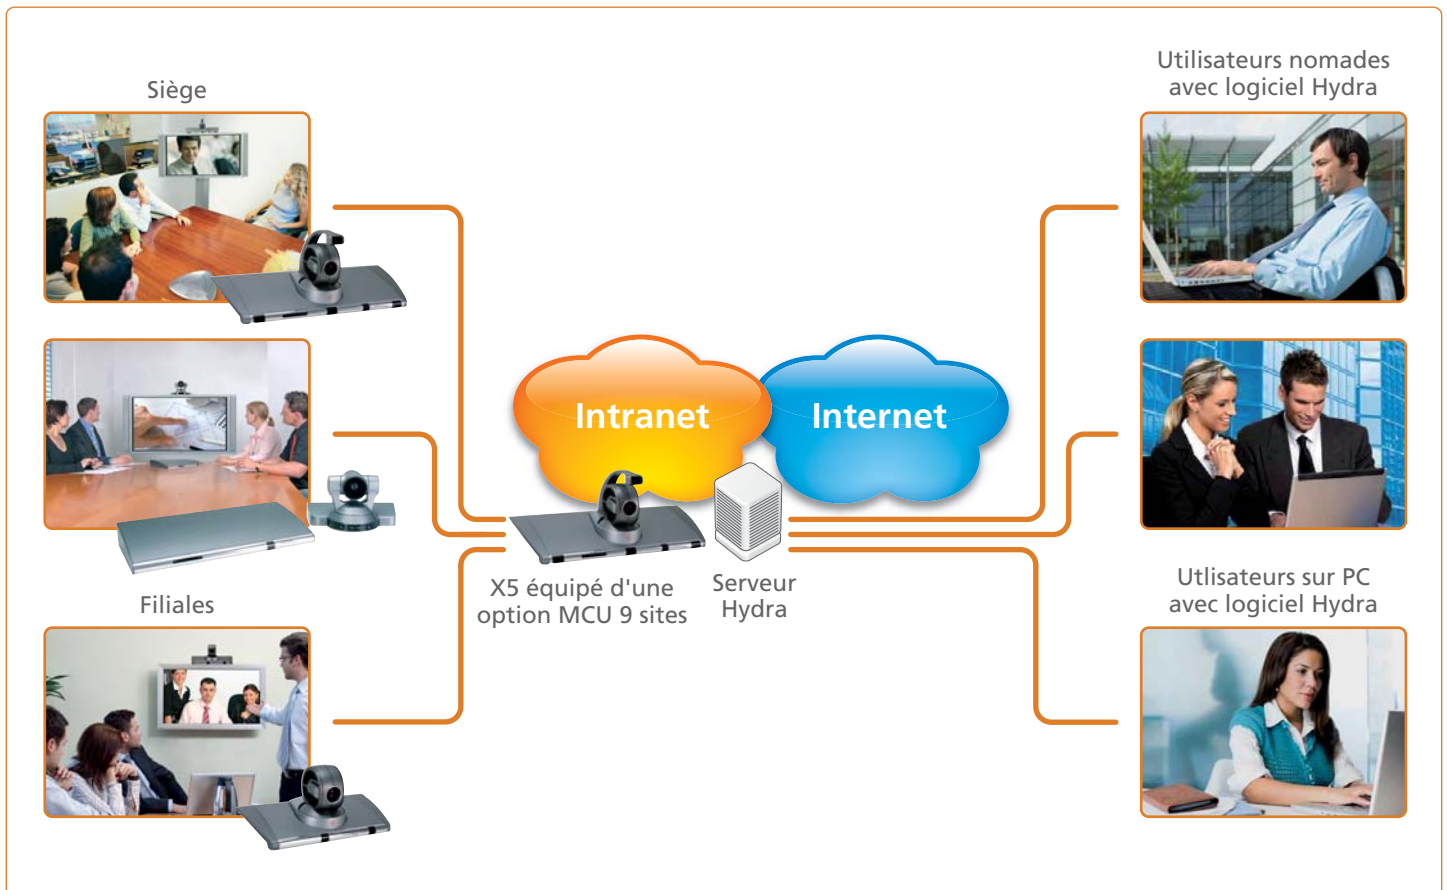 Siège
Utilisateurs nomades
avec logiciel Hydra
Intranet
Internet
X5 équipé d'une
option MCU 9 sites
Serveur
Hydra
Filiales
Utlisateurs sur PC
avec logiciel Hydra